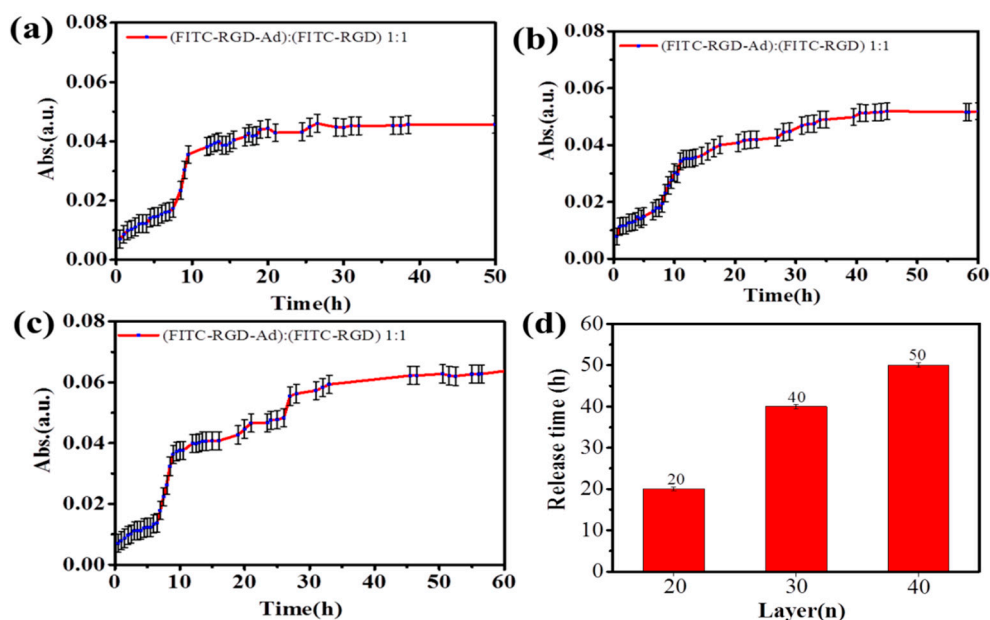 (a)
(FITC-RGD-Ad):(FITC-RGD) 1:1
Abs.(a.u.)
0.08
0.06
0.04
0.02
0.00
0 10 20 30 40 50
Time(h)
(b)
(FITC-RGD-Ad):(FITC-RGD) 1:1
Abs.(a.u.)
0.08
0.06
0.04
0.02
0.00
0 10 20 30 40 50 60
Time(h)
(c)
(FITC-RGD-Ad):(FITC-RGD) 1:1
Abs.(a.u.)
0.08
0.06
0.04
0.02
0.00
0 10 20 30 40 50 60
Time(h)
(d)
Release time (h)
60
50
40
30
20
10
0
20
40
50
20 30 40
Layer(n)